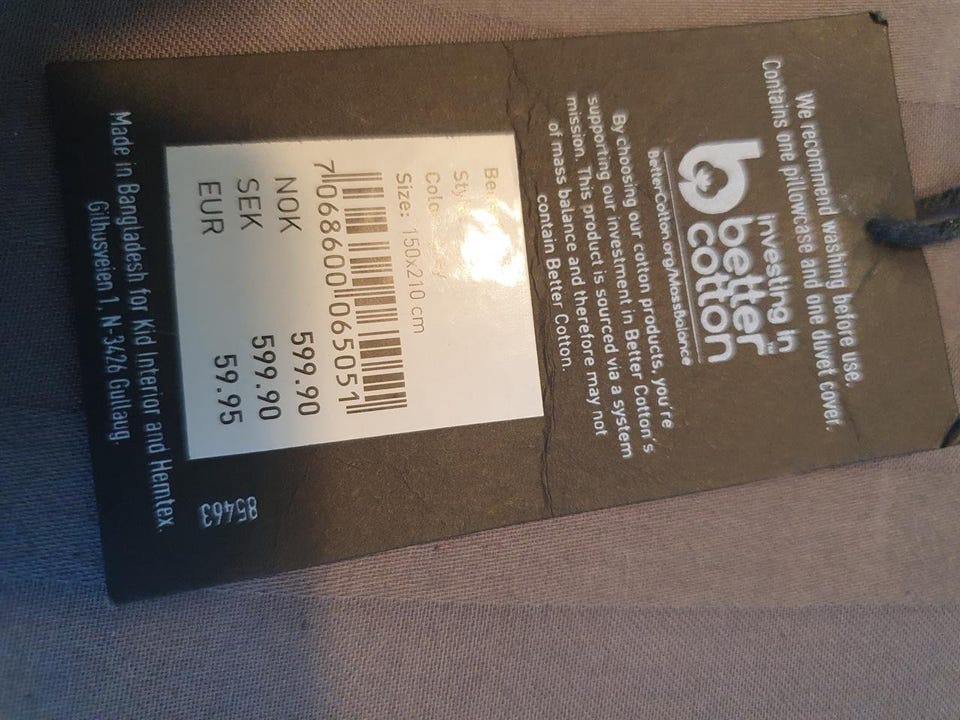 We recommend washing before use.
Contains one pillowcase and one duvet cover.
investing in
better™
cotton
BetterCotton.org/MassBalance
By choosing our cotton products, you're
supporting our investment in Better Cotton's
mission. This product is sourced via a system
of mass balance and therefore may not
contain Better Cotton.
Size: 150x210 cm
7068600065051
NOK 599.90
SEK 599.90
EUR 59.95
85463
Made in Bangladesh for Kid Interior and Hemtex.
Gilhusveien 1, N-3426 Gullaug.